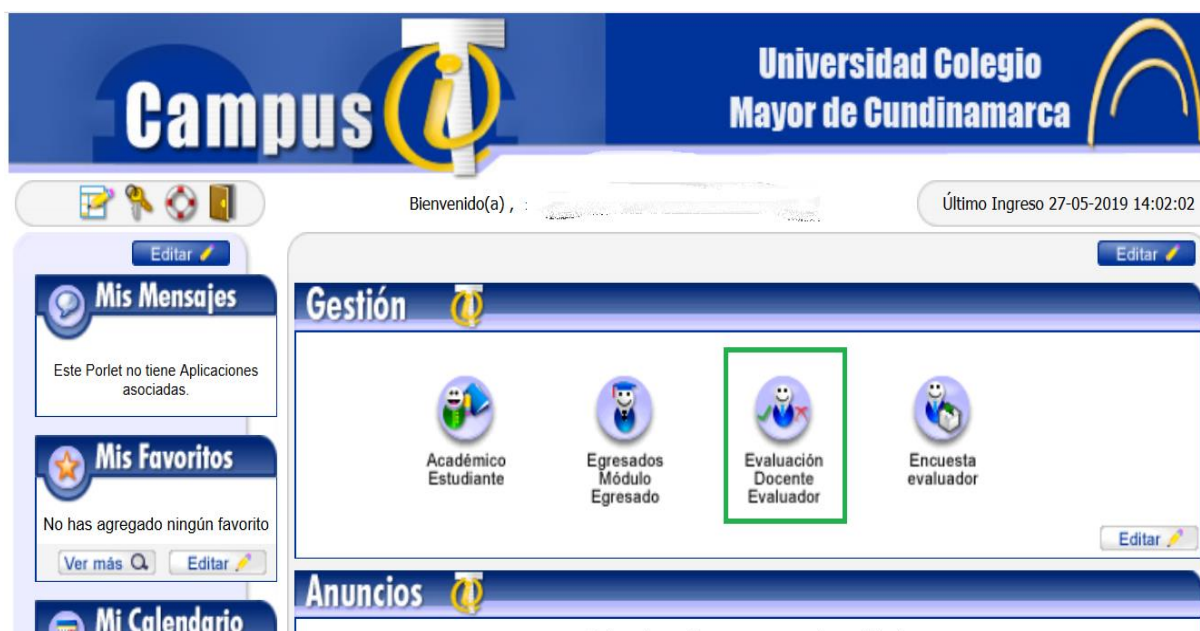 Campus iT
Universidad Colegio
Mayor de Cundinamarca
Bienvenido(a) , :
Último Ingreso 27-05-2019 14:02:02
Editar
Editar
Mis Mensajes
Este Porlet no tiene Aplicaciones
asociadas.
Mis Favoritos
No has agregado ningún favorito
Ver más
Editar
Mi Calendario
Gestión
Académico
Estudiante
Egresados
Módulo
Egresado
Evaluación
Docente
Evaluador
Encuesta
evaluador
Editar
Anuncios